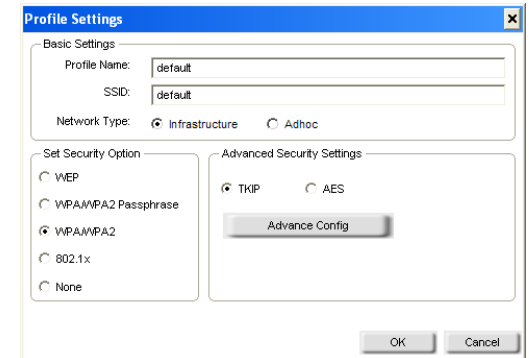 Profile Settings
Basic Settings
Profile Name: default
SSID: default
Network Type: Infrastructure Adhoc
Set Security Option
WEP
WPA/WPA2 Passphrase
WPA/WPA2
802.1x
None
Advanced Security Settings
TKIP AES
Advance Config
OK Cancel